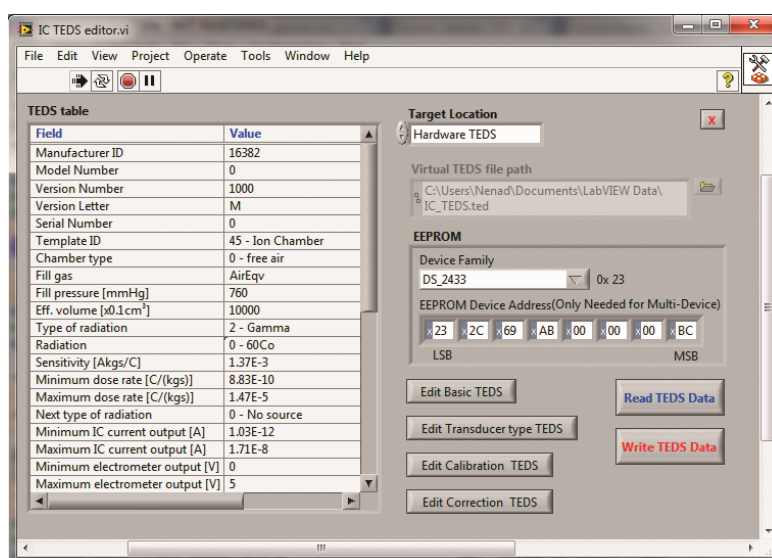 IC TEDS editor.vi
File Edit View Project Operate Tools Window Help
TEDS table
Field Value
Manufacturer ID 16382
Model Number 0
Version Number 1000
Version Letter M
Serial Number 0
Template ID 45 - Ion Chamber
Chamber type 0 - free air
Fill gas AirEqv
Fill pressure [mmHg] 760
Eff. volume [x0.1cm³] 10000
Type of radiation 2 - Gamma
Radiation 0 - 60Co
Sensitivity [Akgs/C] 1.37E-3
Minimum dose rate [C/(kgs)] 8.83E-10
Maximum dose rate [C/(kgs)] 1.47E-5
Next type of radiation 0 - No source
Minimum IC current output [A] 1.03E-12
Maximum IC current output [A] 1.71E-8
Minimum electrometer output [V] 0
Maximum electrometer output [V] 5
Target Location
Hardware TEDS
X
Virtual TEDS file path
C:\Users\Nenad\Documents\LabVIEW Data\
IC_TEDS.ted
EEPROM
Device Family
DS_2433 0x 23
EEPROM Device Address(Only Needed for Multi-Device)
x 23 x 2C x 69 x AB x 00 x 00 x 00 x BC
LSB MSB
Edit Basic TEDS
Edit Transducer type TEDS
Edit Calibration TEDS
Edit Correction TEDS
Read TEDS Data
Write TEDS Data